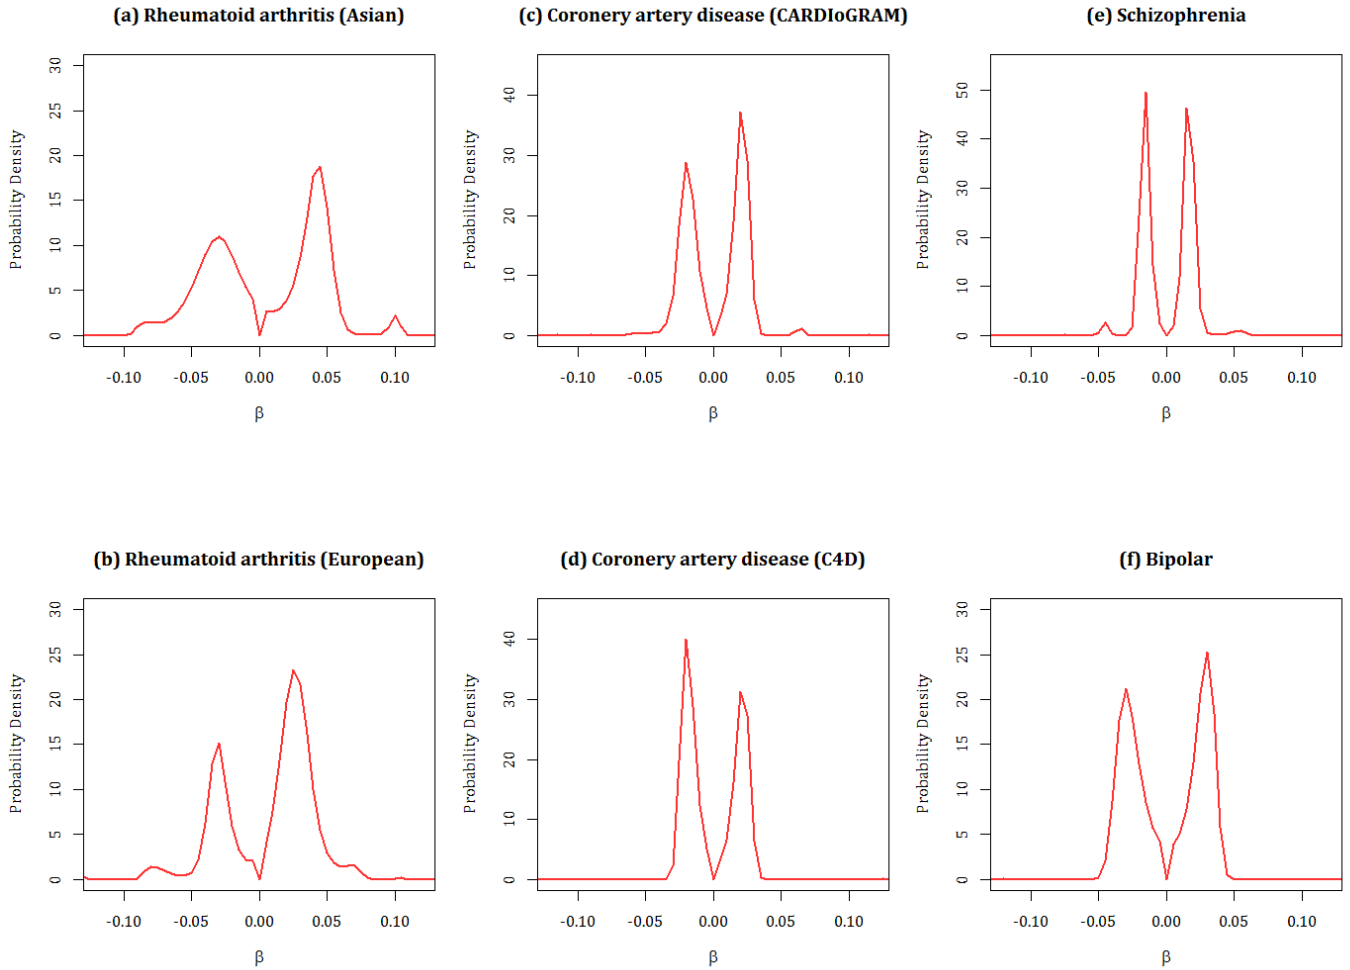 (a) Rheumatoid arthritis (Asian)
Probability Density
30
25
20
15
10
5
0
-0.10 -0.05 0.00 0.05 0.10
β
(c) Coronery artery disease (CARDIoGRAM)
Probability Density
40
30
20
10
0
-0.10 -0.05 0.00 0.05 0.10
β
(e) Schizophrenia
Probability Density
50
40
30
20
10
0
-0.10 -0.05 0.00 0.05 0.10
β
(b) Rheumatoid arthritis (European)
Probability Density
30
25
20
15
10
5
0
-0.10 -0.05 0.00 0.05 0.10
β
(d) Coronery artery disease (C4D)
Probability Density
40
30
20
10
0
-0.10 -0.05 0.00 0.05 0.10
β
(f) Bipolar
Probability Density
30
25
20
15
10
5
0
-0.10 -0.05 0.00 0.05 0.10
β